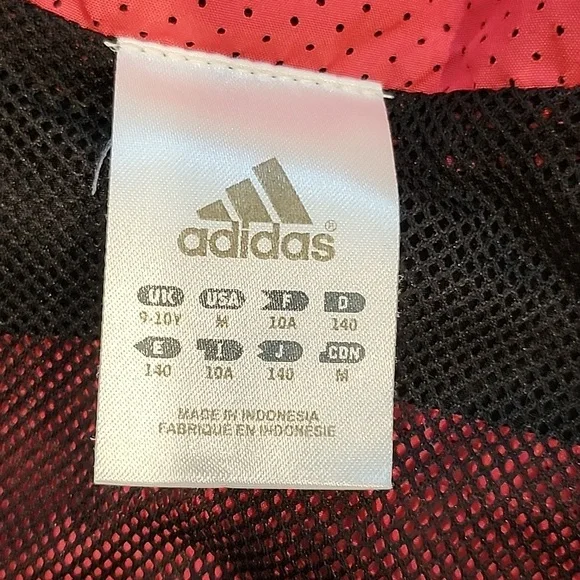 adidas®
UK USA F D
9-10Y M 10A 140
E I J CDN
140 10A 140 M
MADE IN INDONESIA
FABRIQUE EN INDONESIE